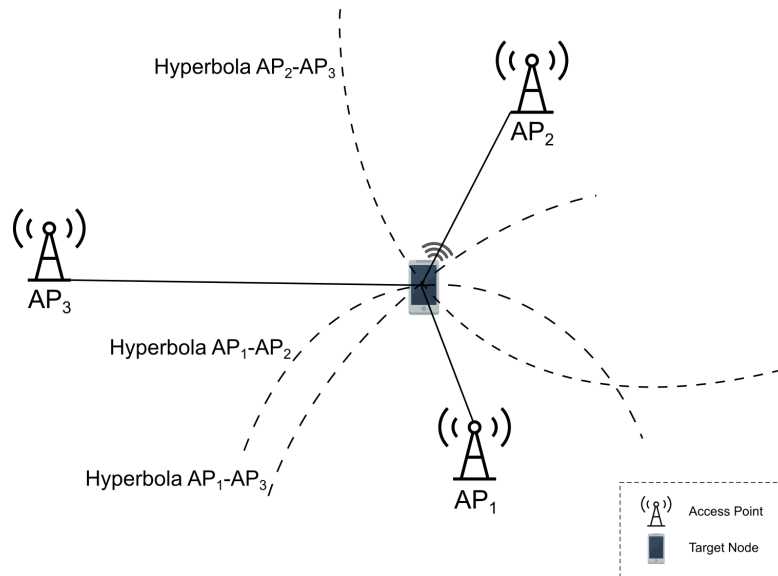 Hyperbola AP₂-AP₃
AP₂
AP₃
Hyperbola AP₁-AP₂
Hyperbola AP₁-AP₃
AP₁
Access Point
Target Node